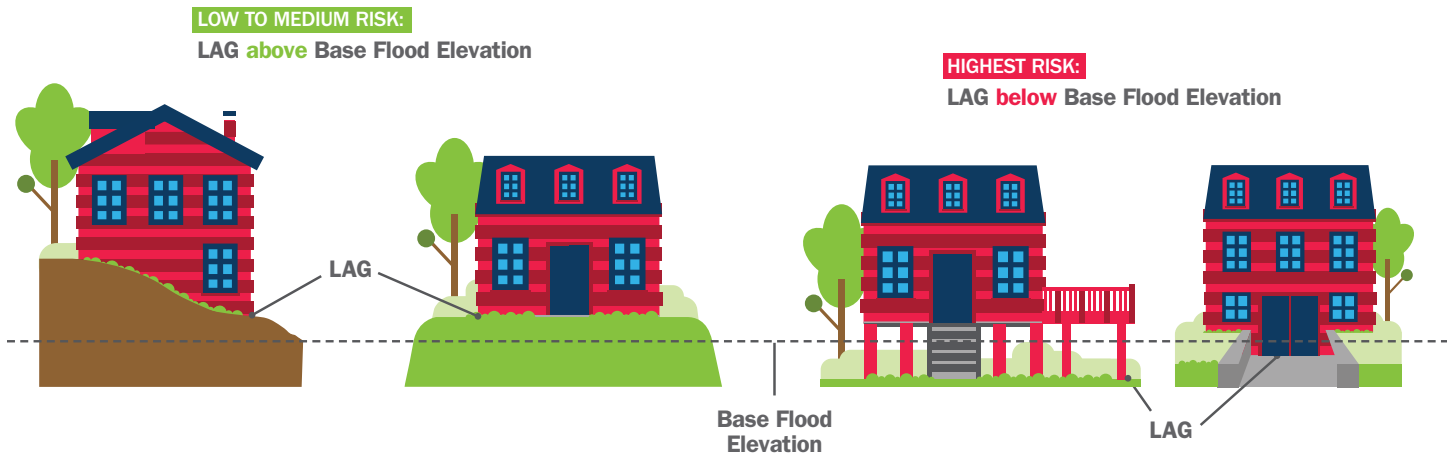 LOW TO MEDIUM RISK:
LAG above Base Flood Elevation
HIGHEST RISK:
LAG below Base Flood Elevation
LAG
Base Flood
Elevation
LAG